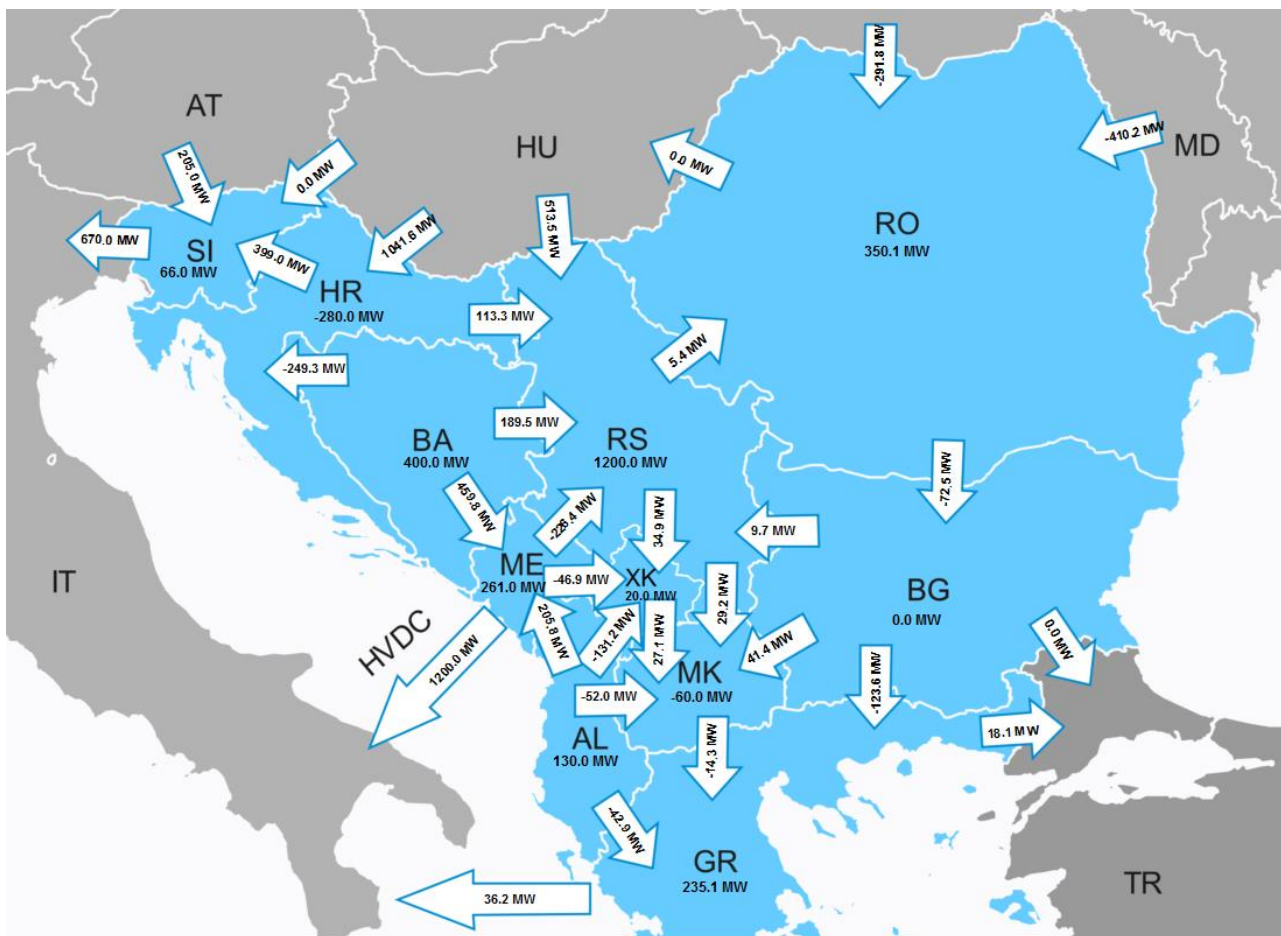 -291.8 MW
AT
-410.2 MW
MD
HU
205.0 MW
0.0 MW
0.0 MW
513.5 MW
RO
350.1 MW
670.0 MW
SI
66.0 MW
399.0 MW
1041.6 MW
HR
-280.0 MW
113.3 MW
5.4 MW
-249.3 MW
BA
400.0 MW
189.5 MW
RS
1200.0 MW
459.8 MW
-72.5 MW
-226.4 MW
34.9 MW
9.7 MW
IT
ME
261.0 MW
-46.9 MW
XK
20.0 MW
29.2 MW
BG
0.0 MW
HVDC
1200.0 MW
205.8 MW
-131.2 MW
27.1 MW
41.4 MW
0.0 MW
MK
-60.0 MW
-52.0 MW
-123.6 MW
AL
130.0 MW
-14.3 MW
18.1 MW
-42.9 MW
GR
235.1 MW
TR
36.2 MW